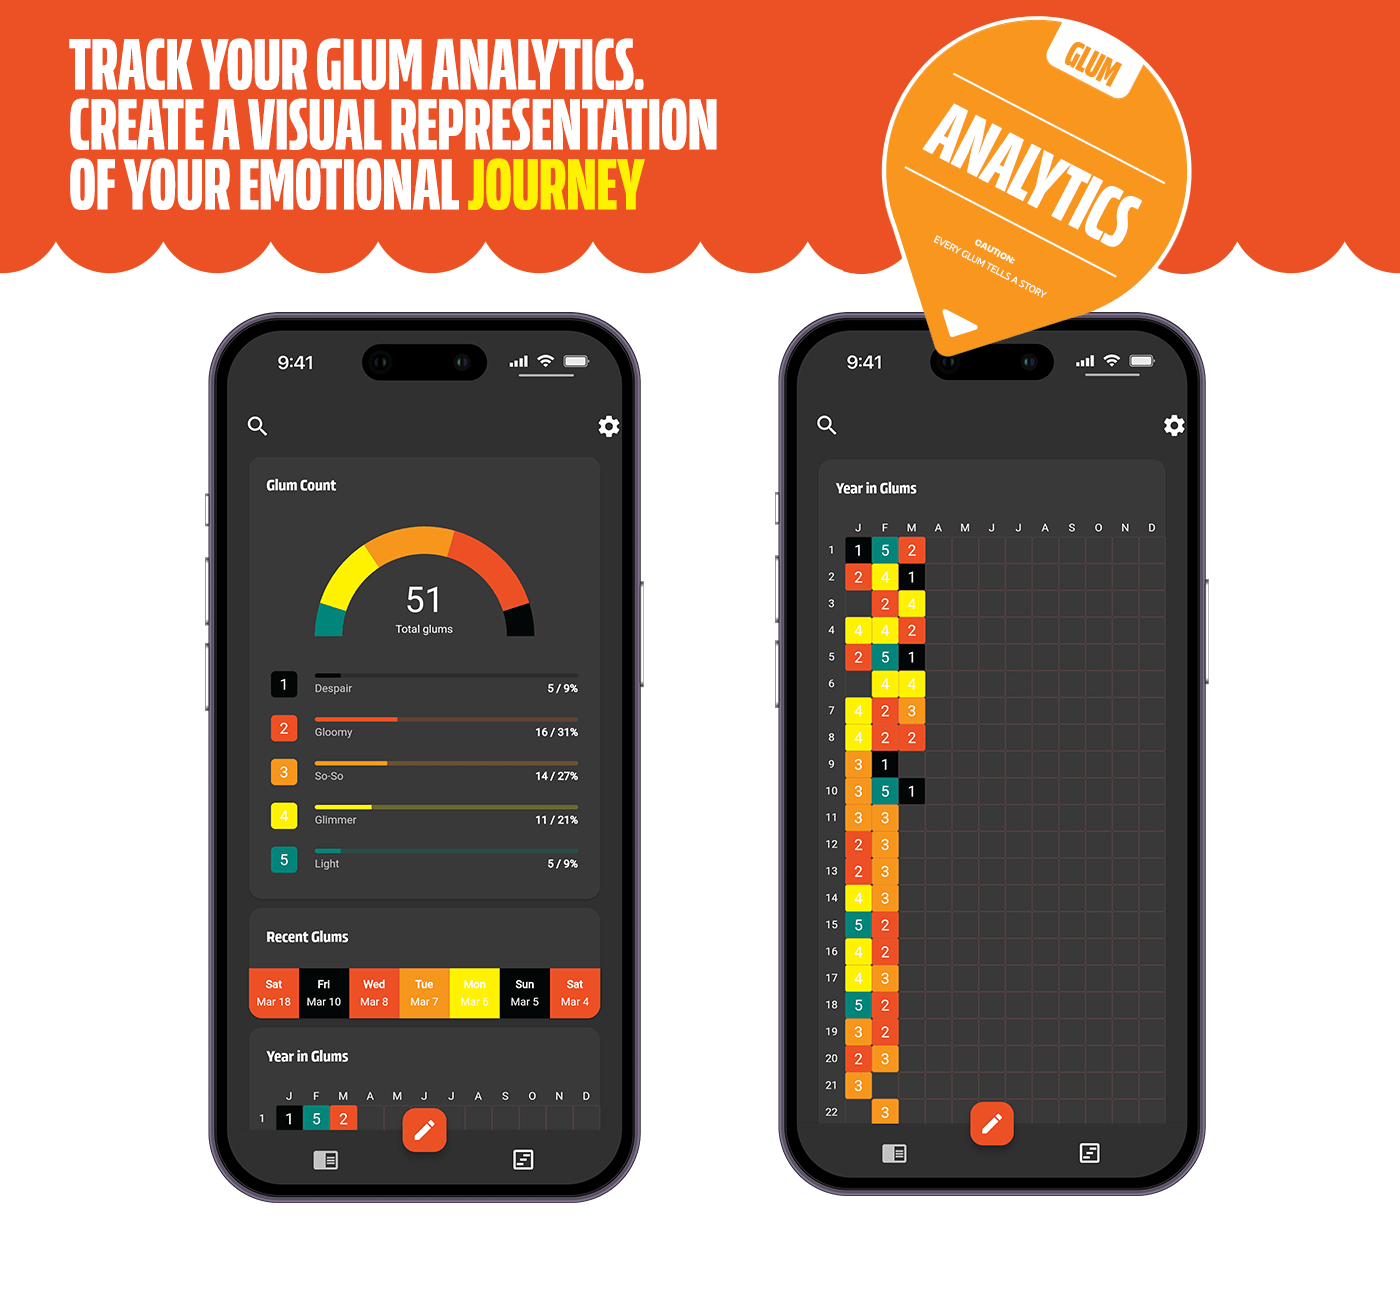 TRACK YOUR GLUM ANALYTICS.
CREATE A VISUAL REPRESENTATION
OF YOUR EMOTIONAL JOURNEY
GLUM
ANALYTICS
CAUTION:
EVERY GLUM TELLS A STORY
9:41
Glum Count
51
Total glums
1
Despair 5 / 9%
2
Gloomy 16 / 31%
3
So-So 14 / 27%
4
Glimmer 11 / 21%
5
Light 5 / 9%
Recent Glums
Sat Fri Wed Tue Mon Sun Sat
Mar 18 Mar 10 Mar 8 Mar 7 Mar 6 Mar 5 Mar 4
Year in Glums
J F M A M J J A S O N D
1 1 5 2
9:41
Year in Glums
J F M A M J J A S O N D
1 1 5 2
2 2 4 1
3 2 4
4 4 4 2
5 2 5 1
6 4 4
7 4 2 3
8 4 2 2
9 3 1
10 3 5 1
11 3 3
12 2 3
13 2 3
14 4 3
15 5 2
16 4 2
17 4 3
18 5 2
19 3 2
20 2 3
21 3
22 3